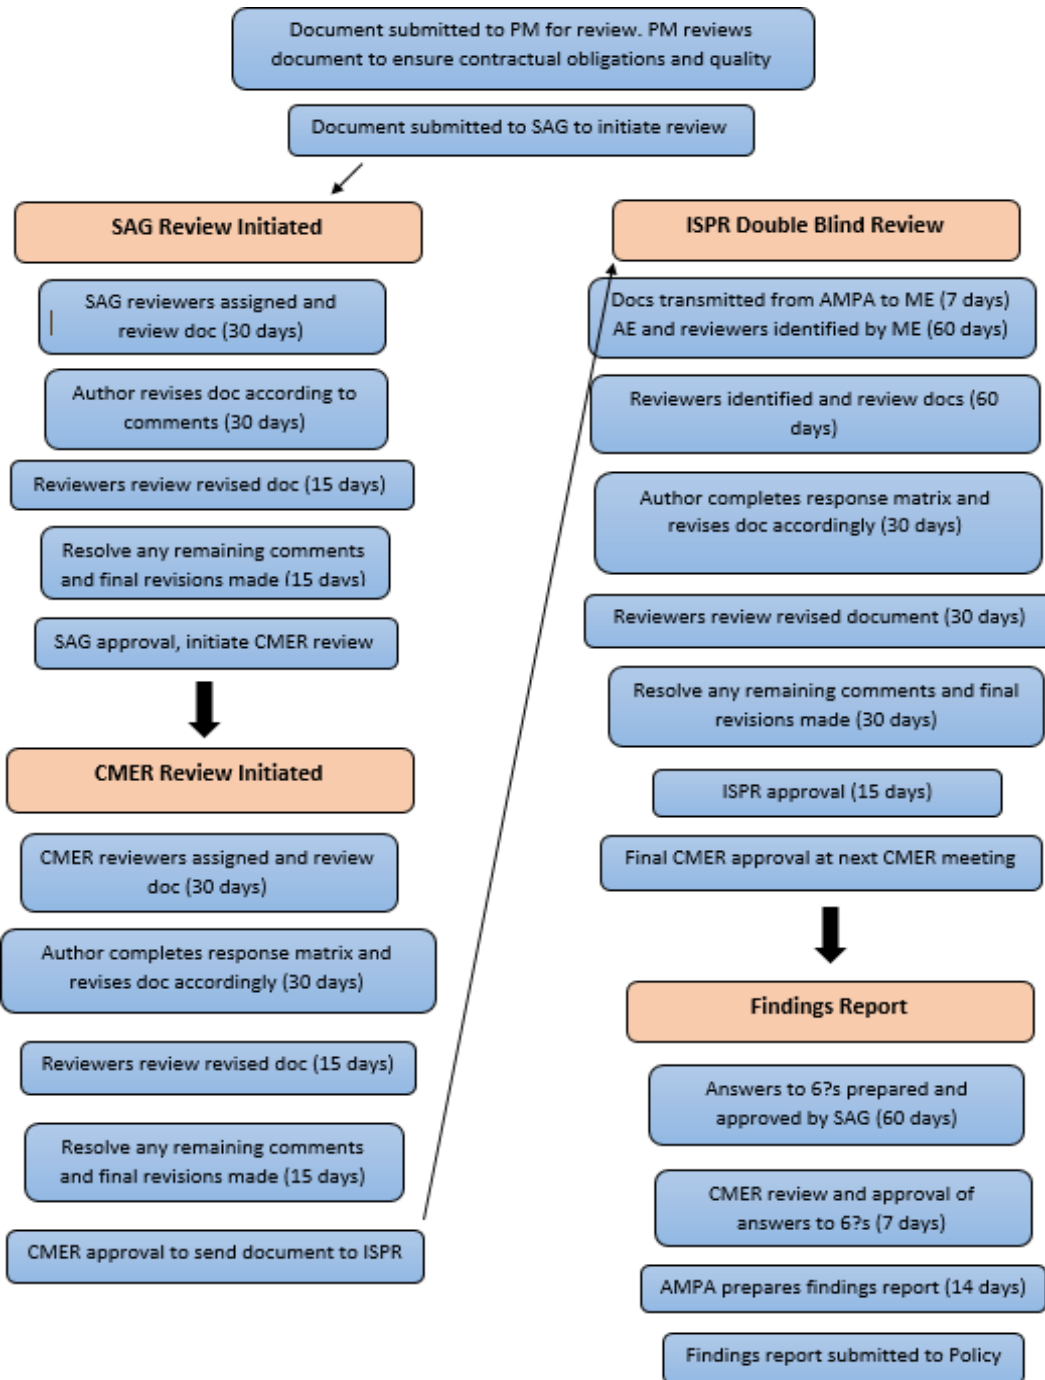 Document submitted to PM for review. PM reviews
document to ensure contractual obligations and quality
Document submitted to SAG to initiate review
SAG Review Initiated
SAG reviewers assigned and
review doc (30 days)
Author revises doc according to
comments (30 days)
Reviewers review revised doc (15 days)
Resolve any remaining comments
and final revisions made (15 days)
SAG approval, initiate CMER review
CMER Review Initiated
CMER reviewers assigned and review
doc (30 days)
Author completes response matrix and
revises doc accordingly (30 days)
Reviewers review revised doc (15 days)
Resolve any remaining comments
and final revisions made (15 days)
CMER approval to send document to ISPR
ISPR Double Blind Review
Docs transmitted from AMPA to ME (7 days)
AE and reviewers identified by ME (60 days)
Reviewers identified and review docs (60
days)
Author completes response matrix and
revises doc accordingly (30 days)
Reviewers review revised document (30 days)
Resolve any remaining comments and final
revisions made (30 days)
ISPR approval (15 days)
Final CMER approval at next CMER meeting
Findings Report
Answers to 6?s prepared and
approved by SAG (60 days)
CMER review and approval of
answers to 6?s (7 days)
AMPA prepares findings report (14 days)
Findings report submitted to Policy